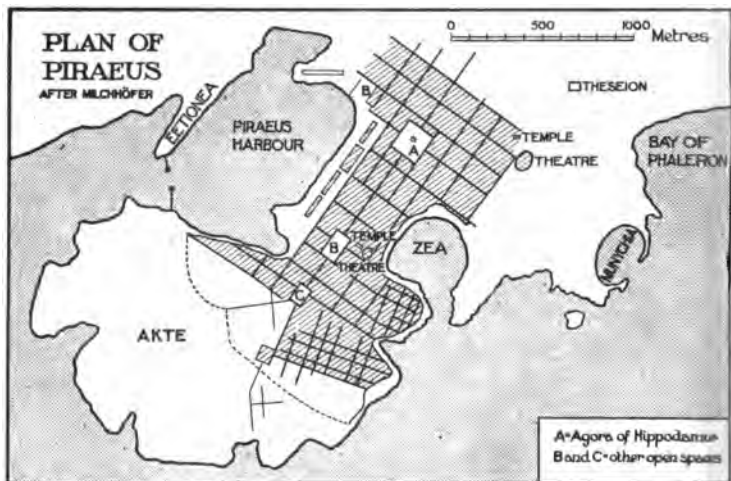 PLAN OF
PIRAEUS
AFTER MILCHHÖFER
0 500 1000
Metres
THESEION
EETIONEA
PIRAEUS
HARBOUR
B
A
TEMPLE
THEATRE
BAY OF
PHALERON
B
TEMPLE
THEATRE
ZEA
MUNYCHIA
C
AKTE
A=Agora of Hippodamus
B and C=other open spaces